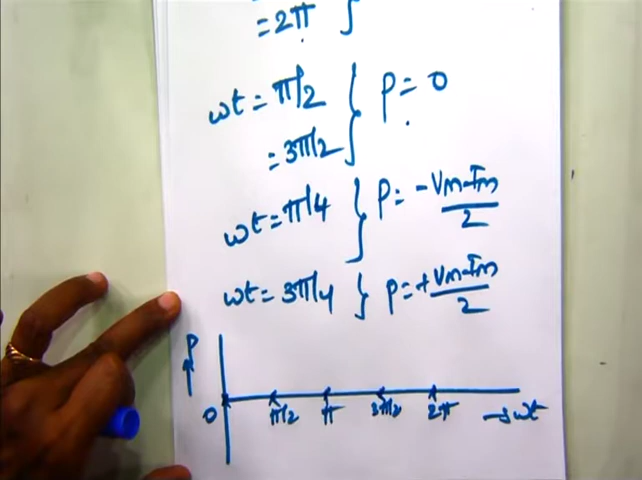 = 2π }
ωt = π/2 } P = 0
= 3π/2
ωt = π/4 } P = -VmIm/2
ωt = 3π/4 } P = +VmIm/2
P
0 π/2 π 3π/2 2π → ωt